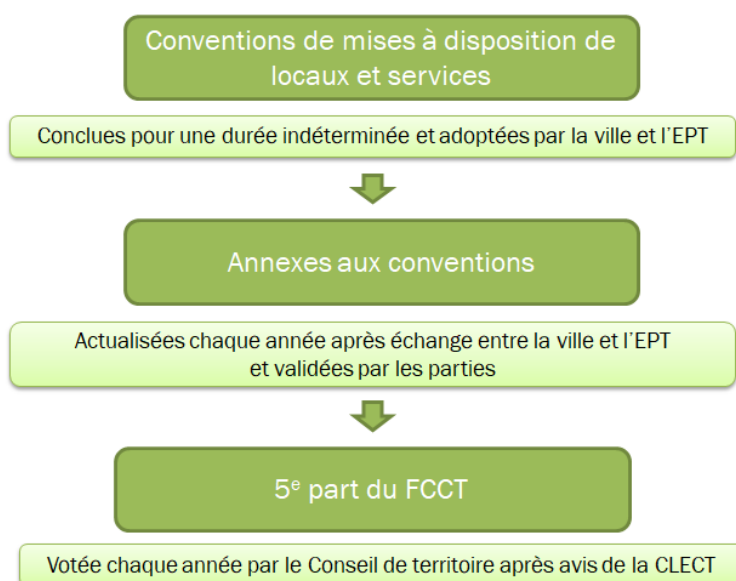 Conventions de mises à disposition de
locaux et services
Conclues pour une durée indéterminée et adoptées par la ville et l'EPT
Annexes aux conventions
Actualisées chaque année après échange entre la ville et l'EPT
et validées par les parties
5e part du FCCT
Votée chaque année par le Conseil de territoire après avis de la CLECT